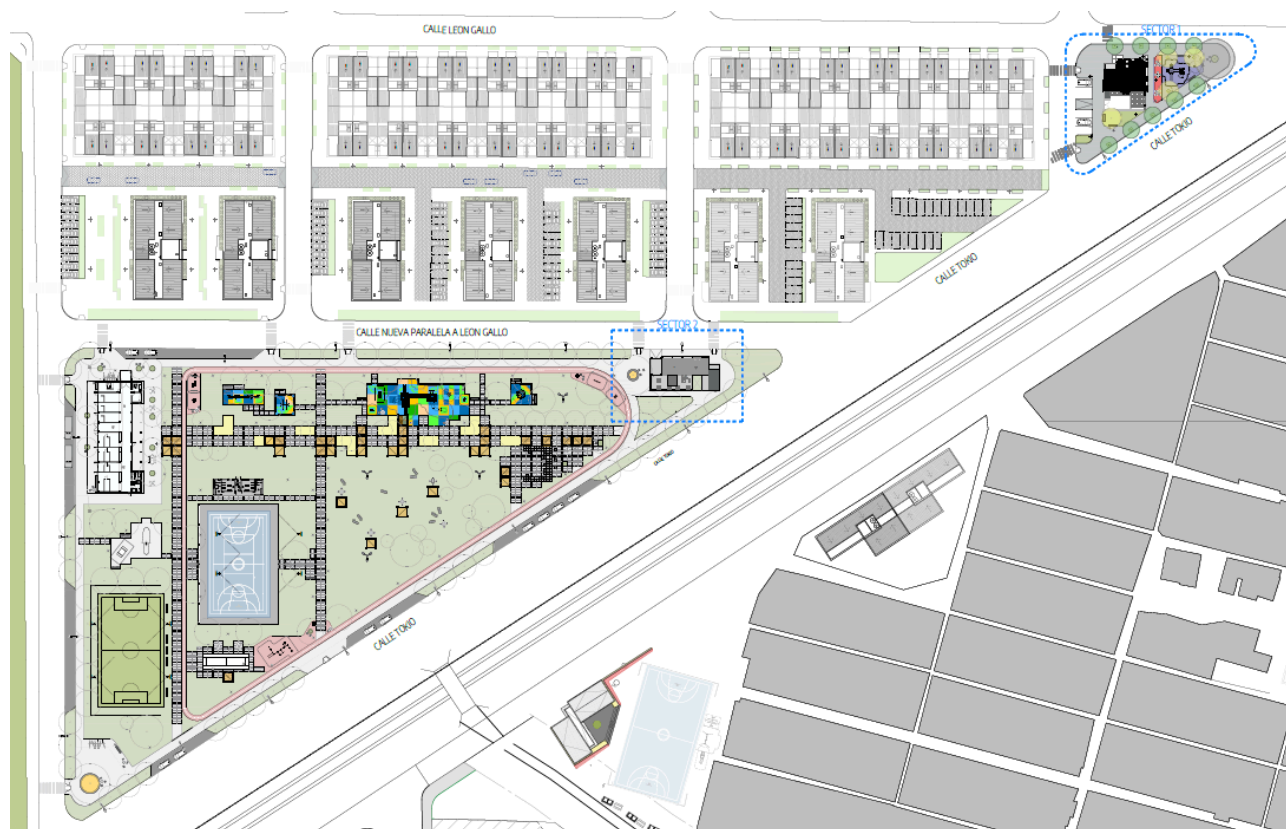 CALLE LEON GALLO
SECTOR 1
CALLE TOKIO
CALLE TOKIO
CALLE NUEVA PARALELA A LEON GALLO
SECTOR 2
CALLE TOKIO
CALLE TOKIO